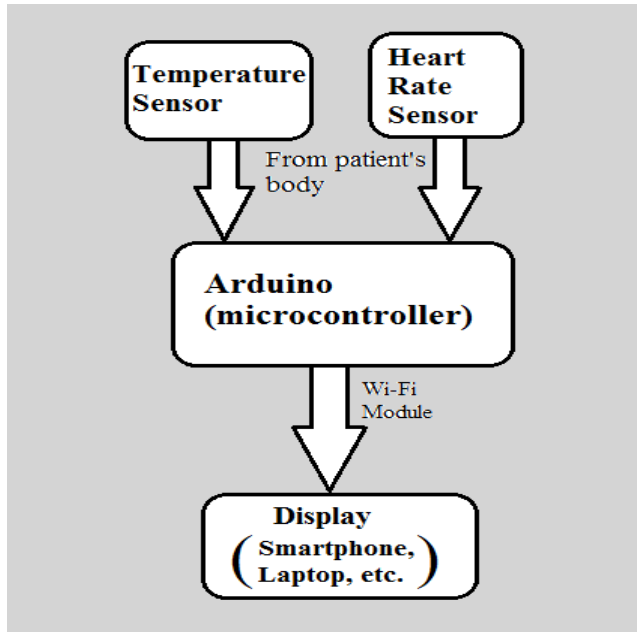 Temperature
Sensor
Heart
Rate
Sensor
From patient's
body
Arduino
(microcontroller)
Wi-Fi
Module
Display
(Smartphone,
Laptop, etc.)